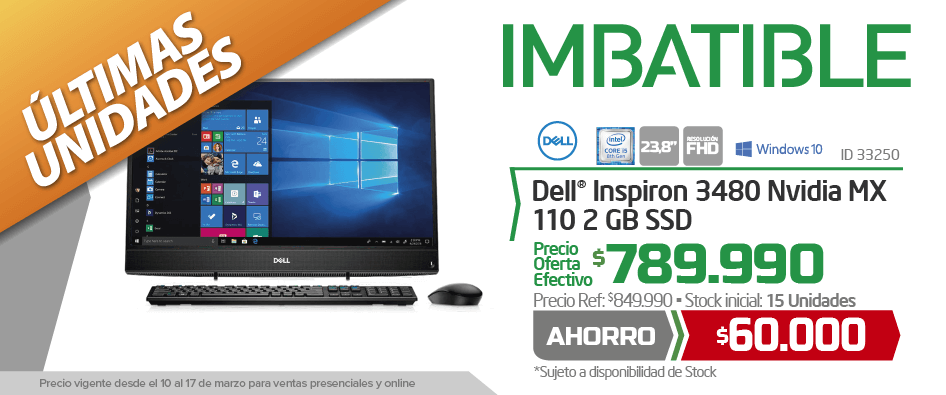 ÚLTIMAS
UNIDADES
IMBATIBLE
DELL
intel
CORE i5
8th Gen
23,8"
RESOLUCIÓN
FHD
Windows 10
ID 33250
Dell® Inspiron 3480 Nvidia MX
110 2 GB SSD
Precio
Oferta
Efectivo
$789.990
Precio Ref: $849.990 ▪ Stock inicial: 15 Unidades
AHORRO
$60.000
*Sujeto a disponibilidad de Stock
DELL
Precio vigente desde el 10 al 17 de marzo para ventas presenciales y online